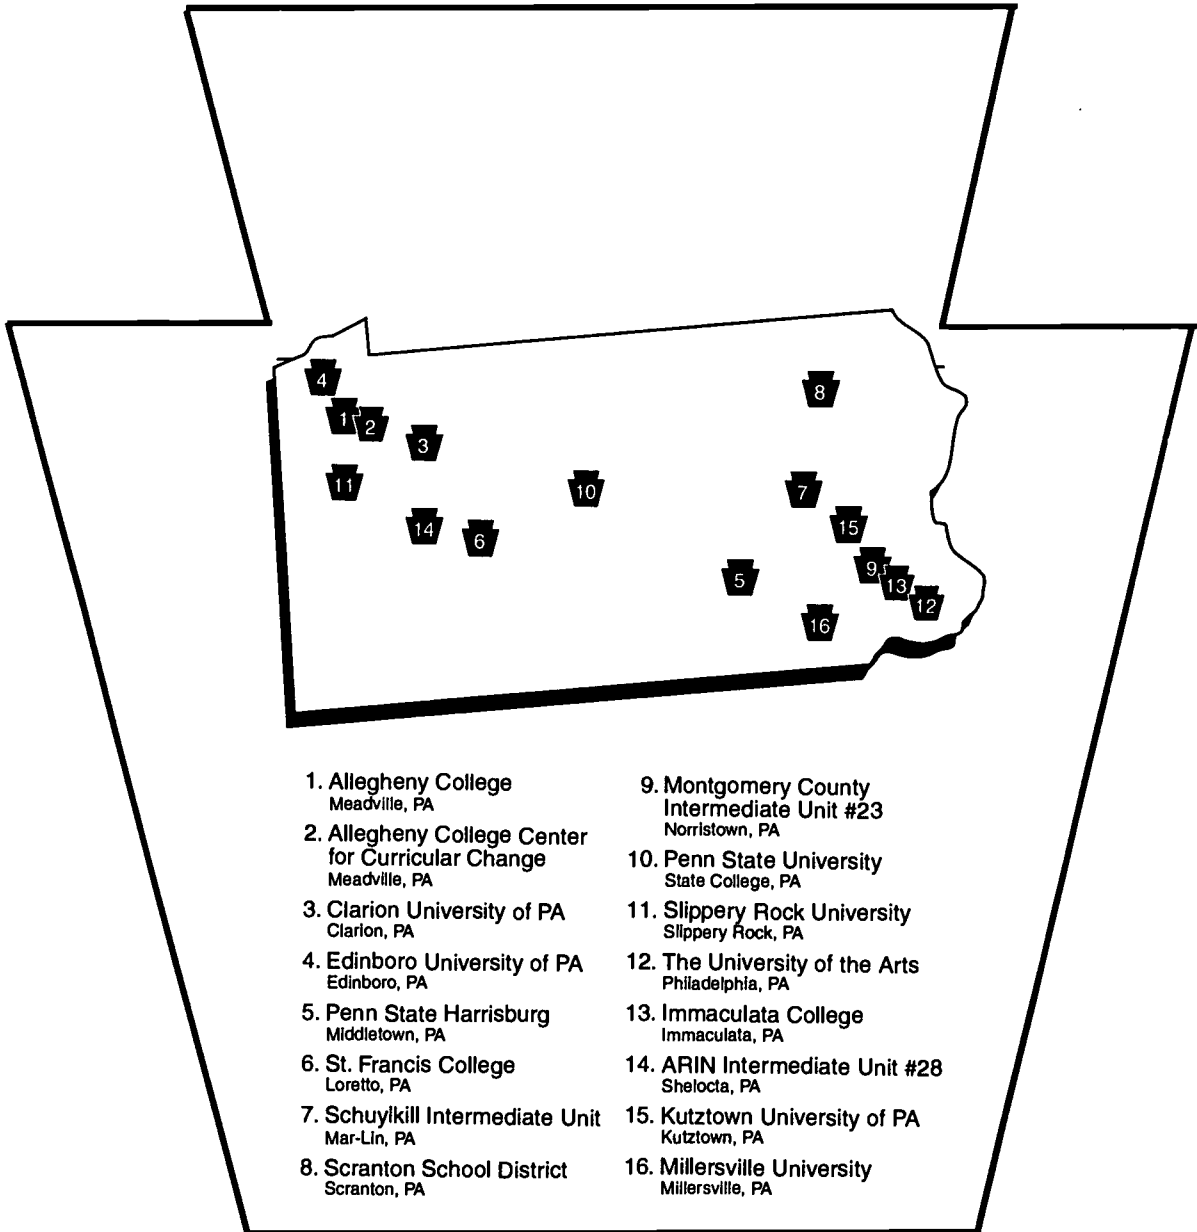 4
8
1
2
3
11
10
7
14
15
6
9
5
13
12
16
1. Allegheny College
Meadville, PA
2. Allegheny College Center
for Curricular Change
Meadville, PA
3. Clarion University of PA
Clarion, PA
4. Edinboro University of PA
Edinboro, PA
5. Penn State Harrisburg
Middletown, PA
6. St. Francis College
Loretto, PA
7. Schuylkill Intermediate Unit
Mar-Lin, PA
8. Scranton School District
Scranton, PA
9. Montgomery County
Intermediate Unit #23
Norristown, PA
10. Penn State University
State College, PA
11. Slippery Rock University
Slippery Rock, PA
12. The University of the Arts
Philadelphia, PA
13. Immaculata College
Immaculata, PA
14. ARIN Intermediate Unit #28
Shelocta, PA
15. Kutztown University of PA
Kutztown, PA
16. Millersville University
Millersville, PA